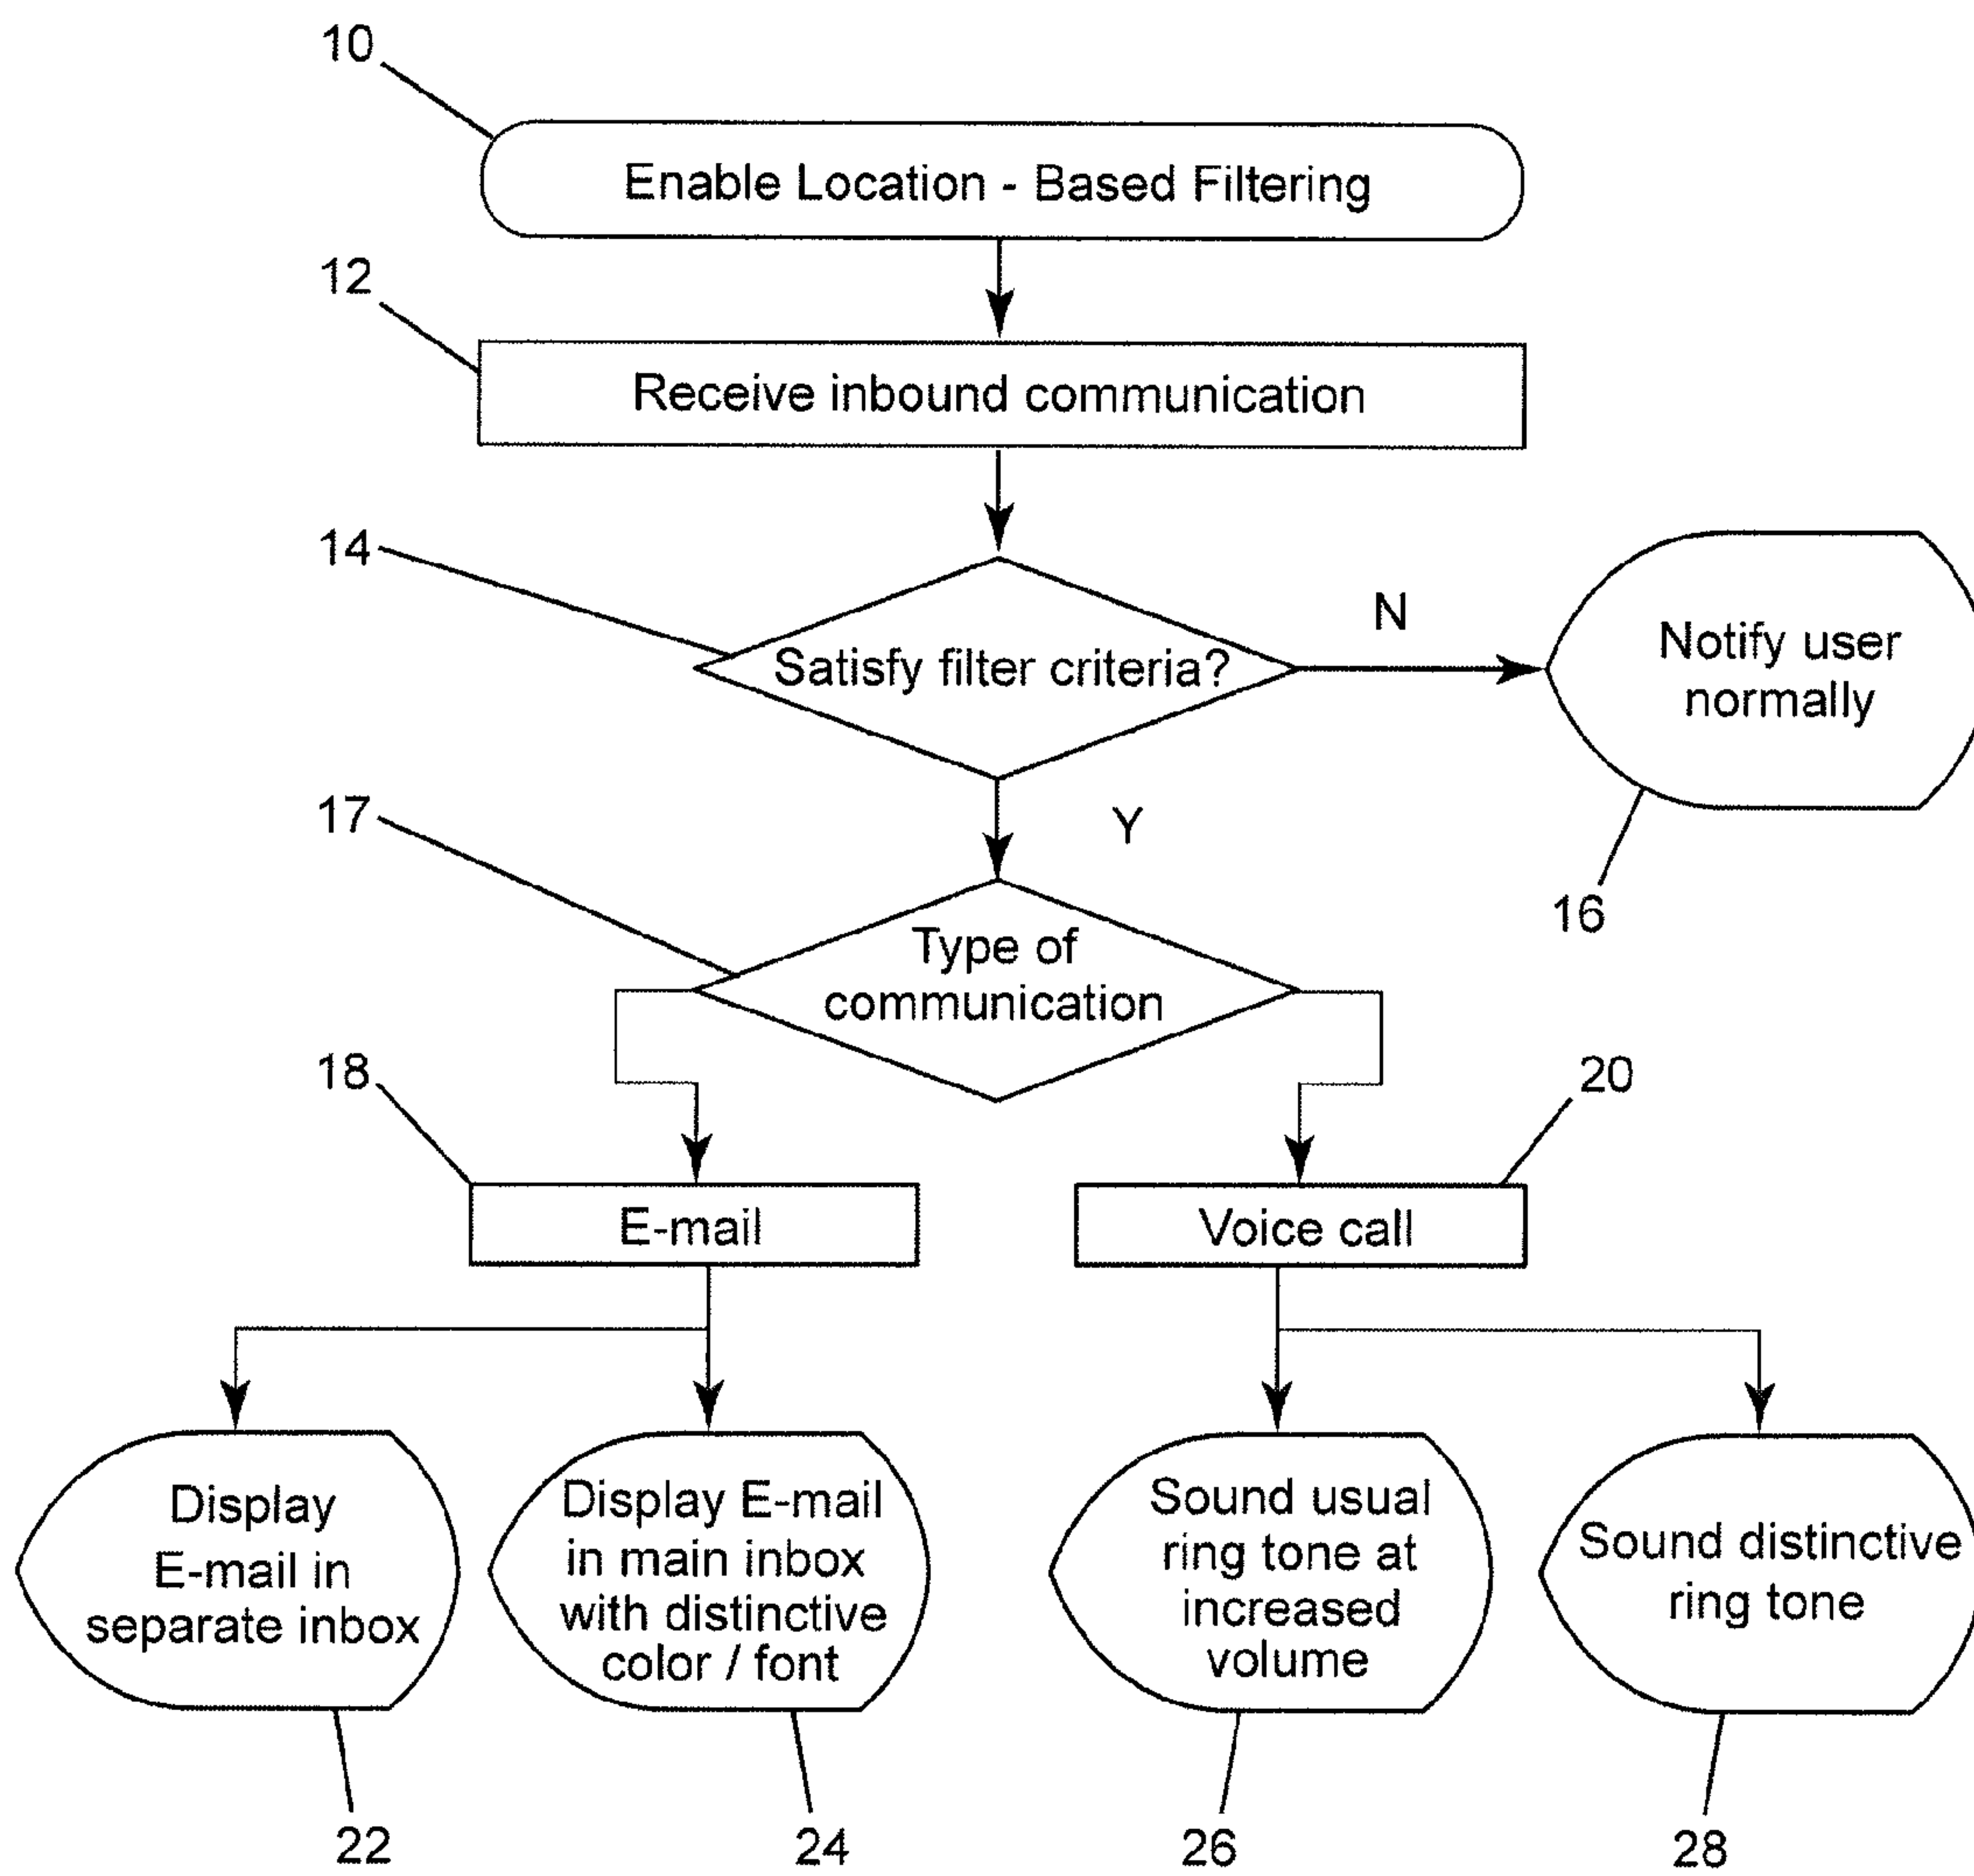 10
Enable Location - Based Filtering
12
Receive inbound communication
14
Satisfy filter criteria?
N
Notify user
normally
16
Y
17
Type of
communication
18
20
E-mail
Voice call
Display
E-mail in
separate inbox
Display E-mail
in main inbox
with distinctive
color / font
Sound usual
ring tone at
increased
volume
Sound distinctive
ring tone
22
24
26
28